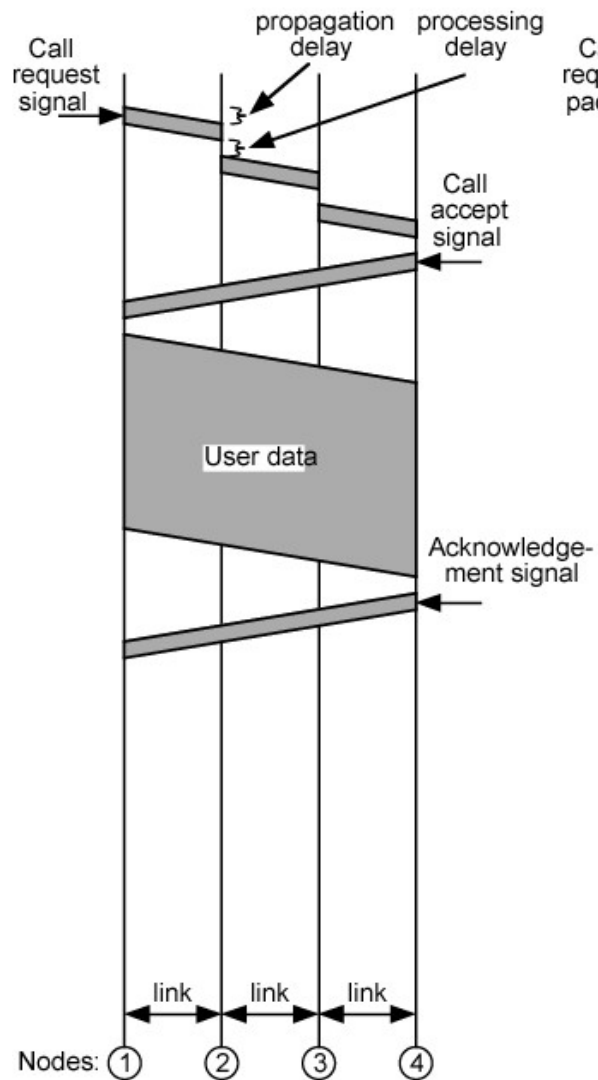 propagation
delay
processing
delay
Call
request
signal
Call
accept
signal
User data
Acknowledge-
ment signal
link
link
link
Nodes: 1 2 3 4